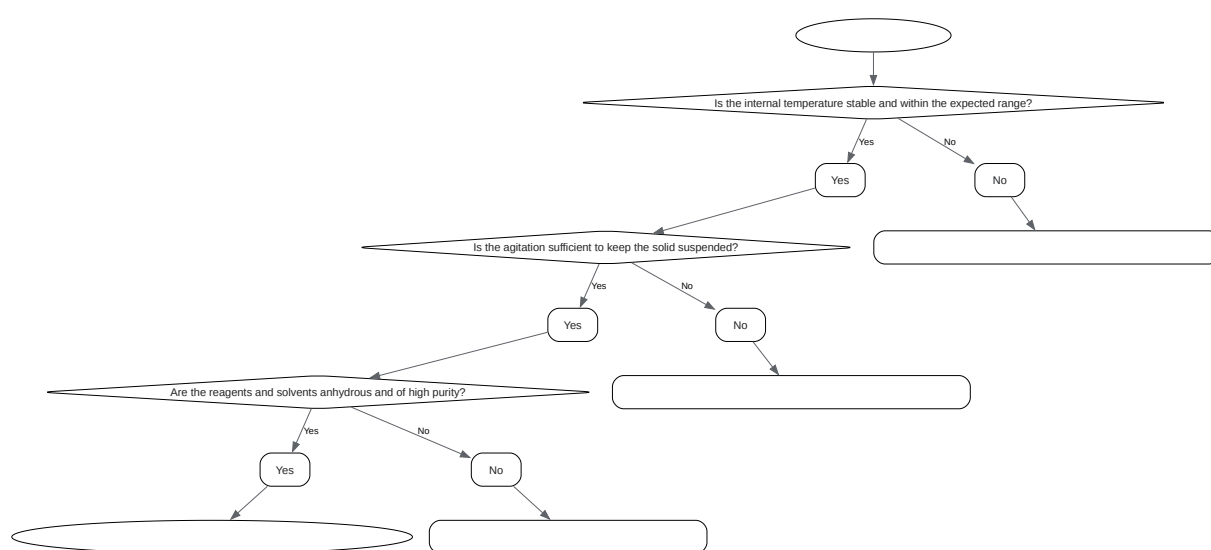 Is the internal temperature stable and within the expected range?
Yes
No
Yes
No
Is the agitation sufficient to keep the solid suspended?
Yes
No
Yes
No
Are the reagents and solvents anhydrous and of high purity?
Yes
No
Yes
No